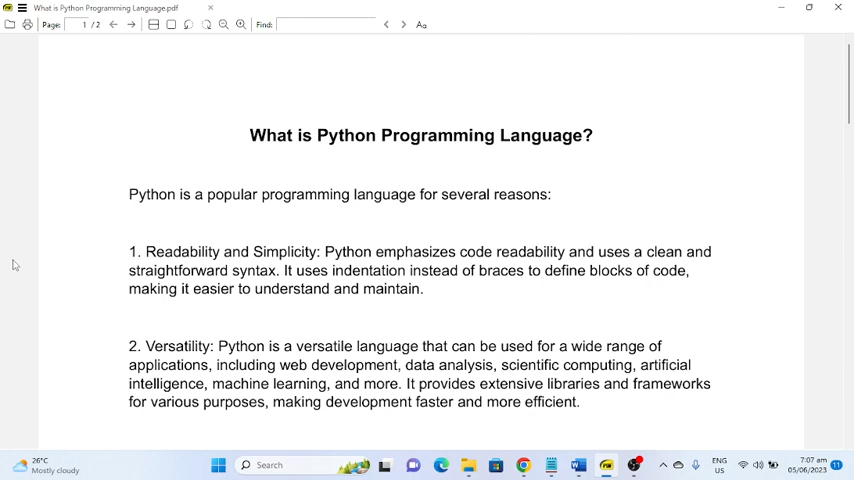 What is Python Programming Language.pdf
Page: 1 / 2 Find: Aa
What is Python Programming Language?
Python is a popular programming language for several reasons:
1. Readability and Simplicity: Python emphasizes code readability and uses a clean and
straightforward syntax. It uses indentation instead of braces to define blocks of code,
making it easier to understand and maintain.
2. Versatility: Python is a versatile language that can be used for a wide range of
applications, including web development, data analysis, scientific computing, artificial
intelligence, machine learning, and more. It provides extensive libraries and frameworks
for various purposes, making development faster and more efficient.
26°C
Mostly cloudy
Search
ENG
US
7:07 am
05/06/2023
11